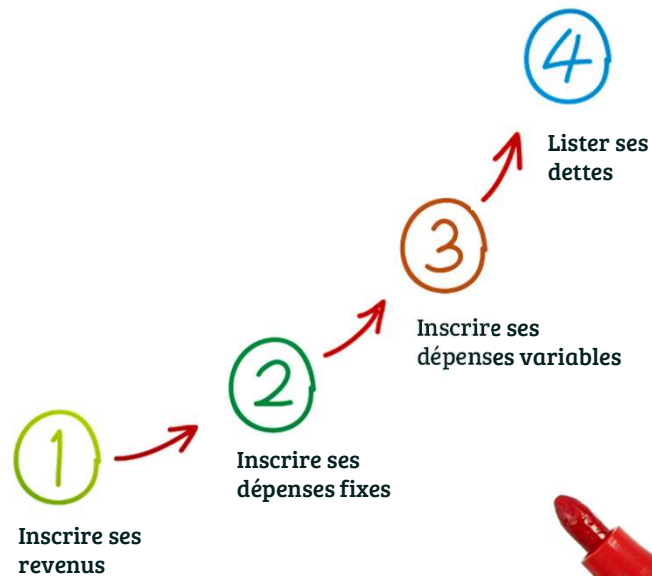 1
Inscrire ses
revenus
2
Inscrire ses
dépenses fixes
3
Inscrire ses
dépenses variables
4
Lister ses
dettes